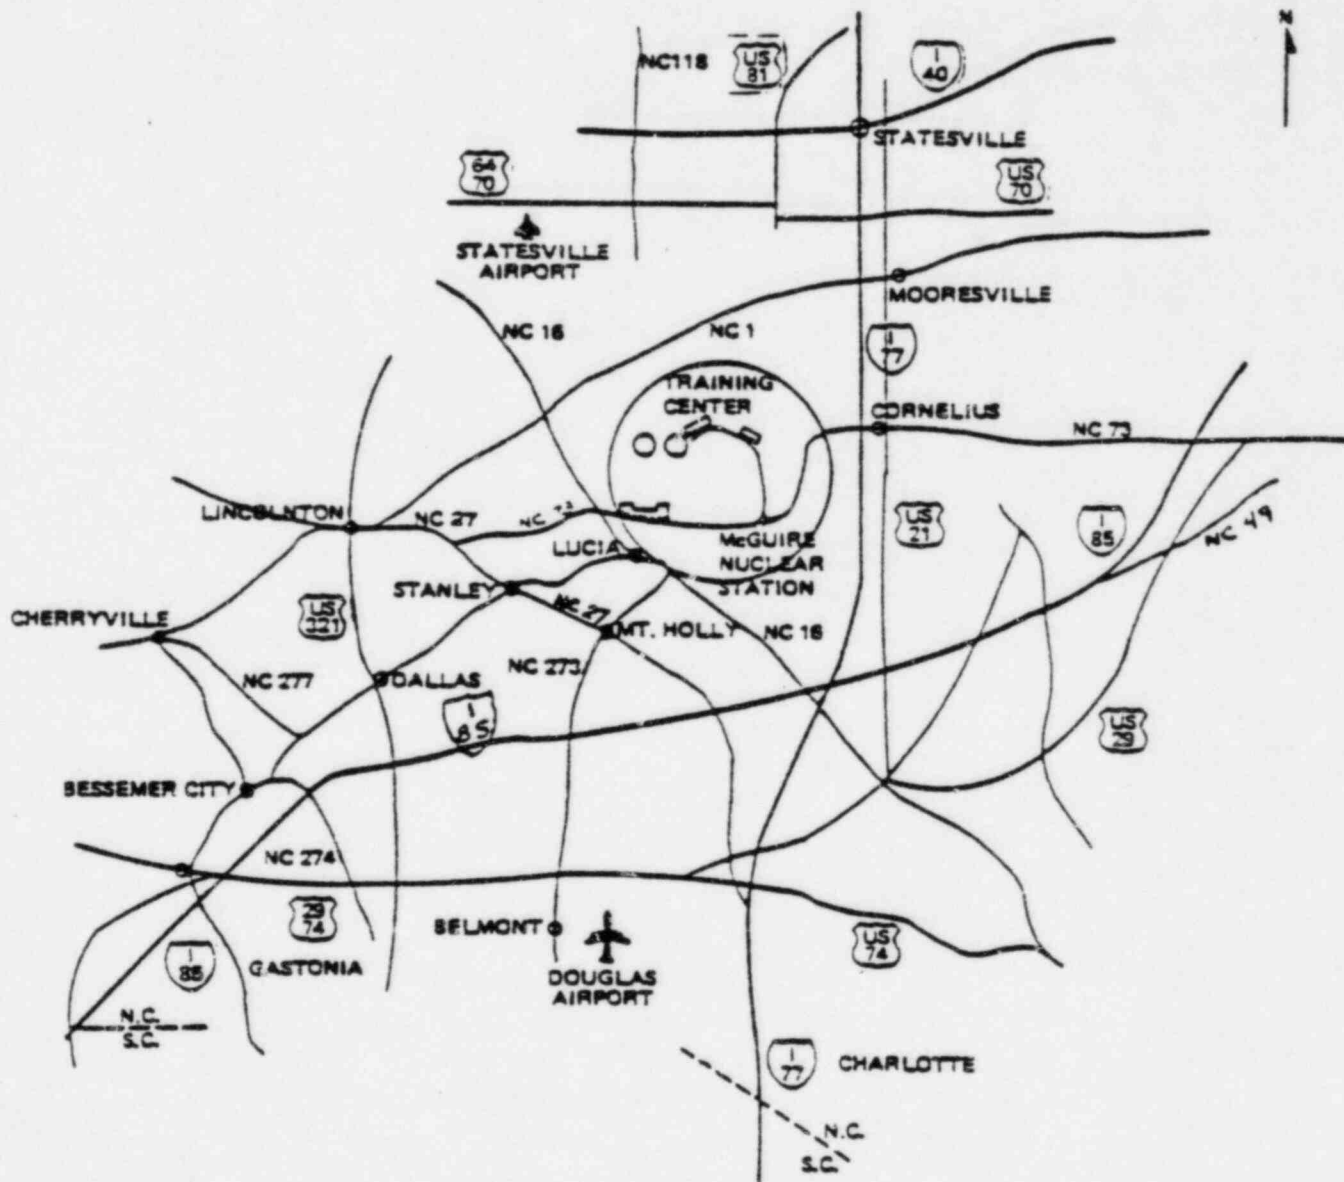 N
NC118
US
81
I
40
STATESVILLE
64
70
US
70
STATESVILLE
AIRPORT
MOORESVILLE
NC 16
NC 1
I
77
TRAINING
CENTER
CORNELIUS
NC 73
LINCOLNTON
NC 27
NC 73
US
21
I
85
NC 49
LUCIA
McGUIRE
NUCLEAR
STATION
STANLEY
NC 27
CHERRYVILLE
US
321
MT. HOLLY
NC 16
NC 277
DALLAS
NC 273
I
85
US
29
BESSEMER CITY
NC 274
29
74
BELMONT
US
74
I
85
GASTONIA
DOUGLAS
AIRPORT
N.C.
S.C.
I
77
CHARLOTTE
N.C.
S.C.